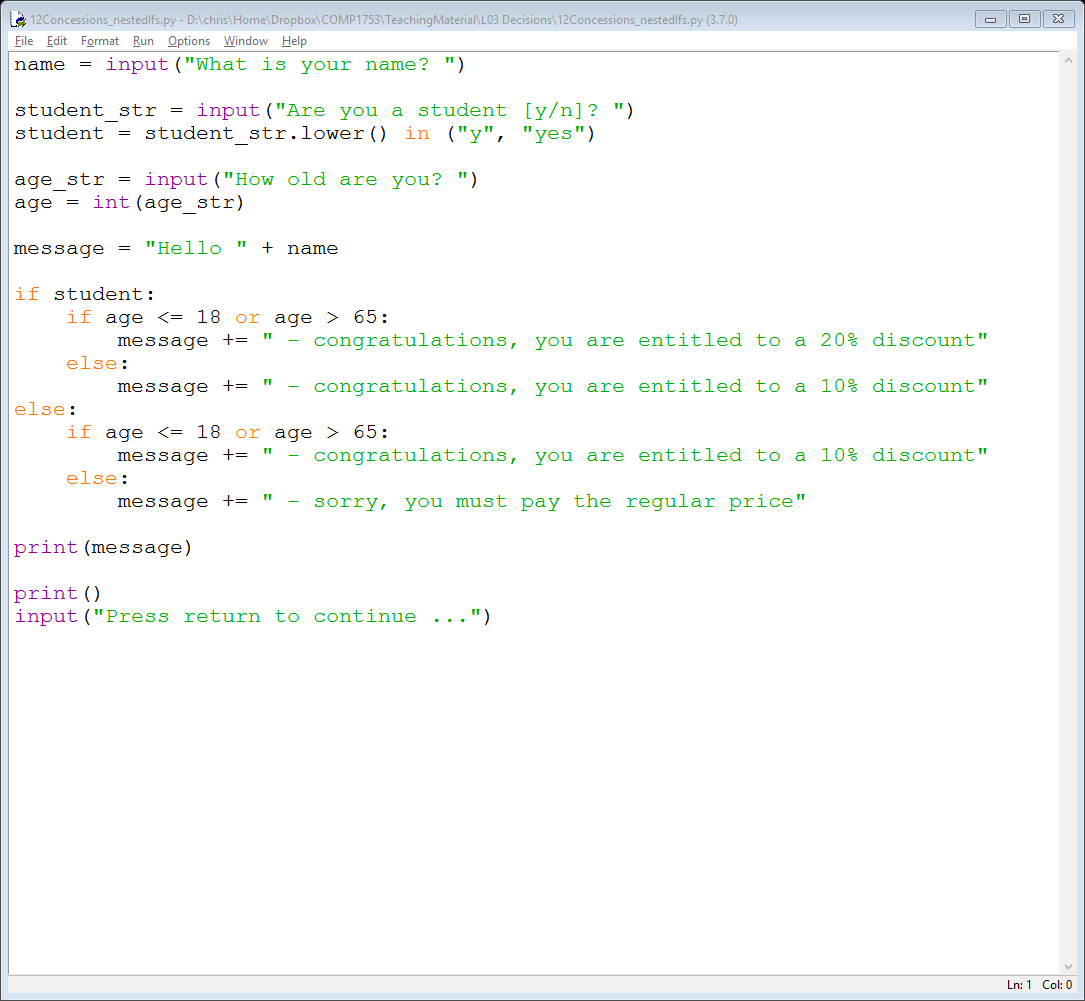 12Concessions_nestedIfs.py - D:\chris\Home\Dropbox\COMP1753\TeachingMaterial\L03 Decisions\12Concessions_nestedIfs.py (3.7.0)
File Edit Format Run Options Window Help
name = input("What is your name? ")

student_str = input("Are you a student [y/n]? ")
student = student_str.lower() in ("y", "yes")

age_str = input("How old are you? ")
age = int(age_str)

message = "Hello " + name

if student:
    if age <= 18 or age > 65:
        message += " - congratulations, you are entitled to a 20% discount"
    else:
        message += " - congratulations, you are entitled to a 10% discount"
else:
    if age <= 18 or age > 65:
        message += " - congratulations, you are entitled to a 10% discount"
    else:
        message += " - sorry, you must pay the regular price"

print(message)

print()
input("Press return to continue ...")
Ln: 1 Col: 0